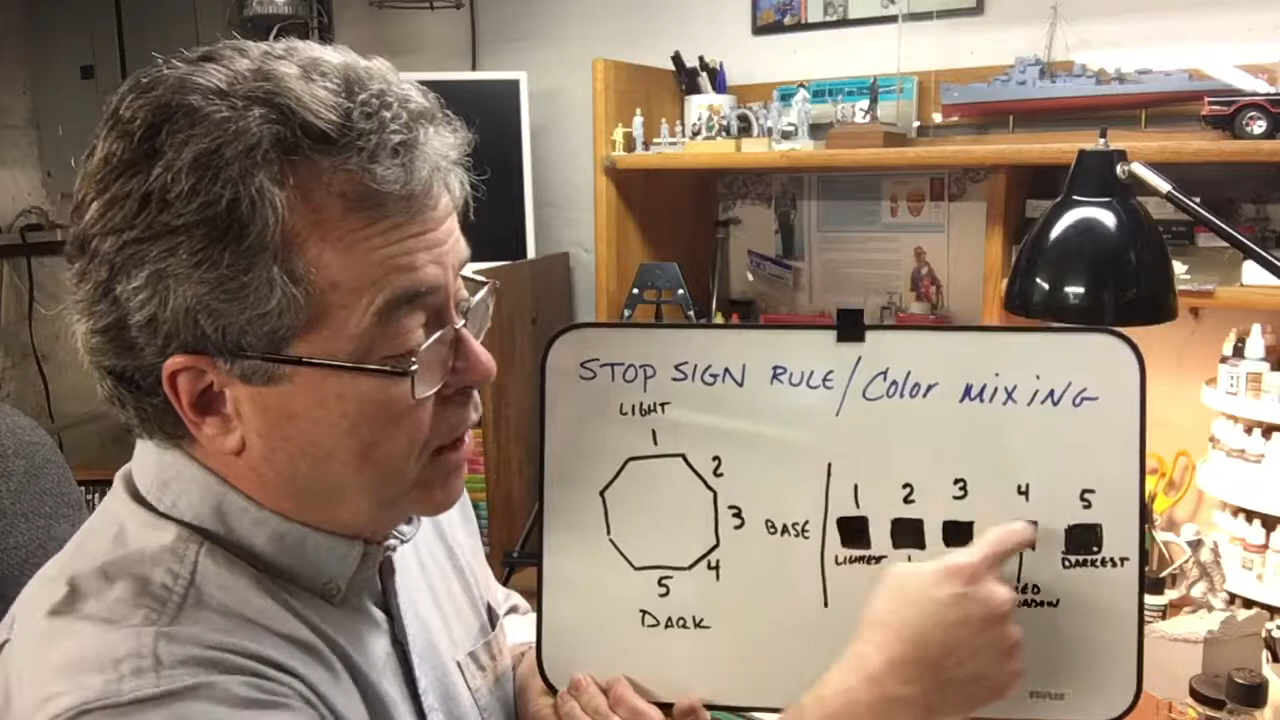 STOP SIGN RULE / COLOR MIXING
LIGHT
1
2
3
4
5
DARK
BASE
1 2 3 4 5
LIGHTEST
DARKEST